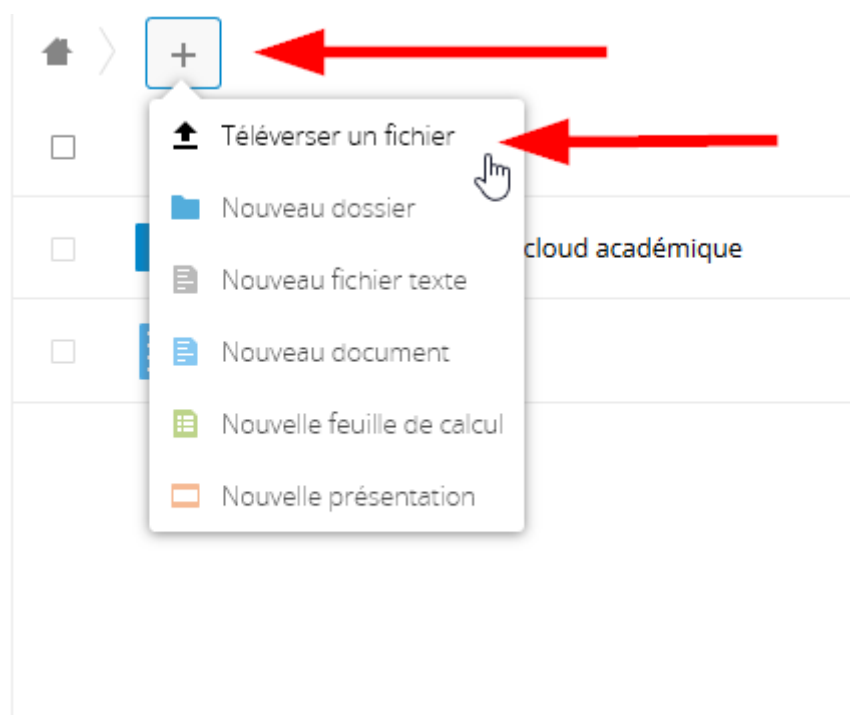 +
Téléverser un fichier
Nouveau dossier
cloud académique
Nouveau fichier texte
Nouveau document
Nouvelle feuille de calcul
Nouvelle présentation